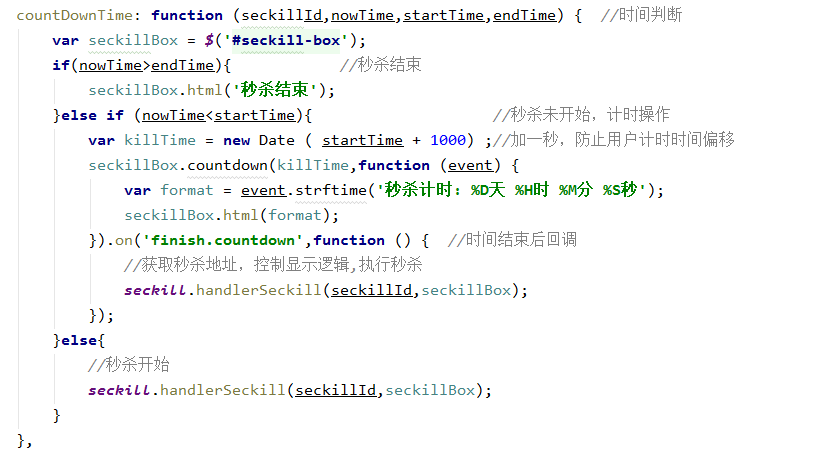 countDownTime: function (seckillId,nowTime,startTime,endTime) {  //时间判断
    var seckillBox = $('#seckill-box');
    if(nowTime>endTime){            //秒杀结束
        seckillBox.html('秒杀结束');
    }else if (nowTime<startTime){                    //秒杀未开始，计时操作
        var killTime = new Date ( startTime + 1000) ;//加一秒，防止用户计时时间偏移
        seckillBox.countdown(killTime,function (event) {
            var format = event.strftime('秒杀计时: %D天 %H时 %M分 %S秒');
            seckillBox.html(format);
        }).on('finish.countdown',function () {  //时间结束后回调
            //获取秒杀地址，控制显示逻辑,执行秒杀
            seckill.handlerSeckill(seckillId,seckillBox);
        });
    }else{
        //秒杀开始
        seckill.handlerSeckill(seckillId,seckillBox);
    }
},